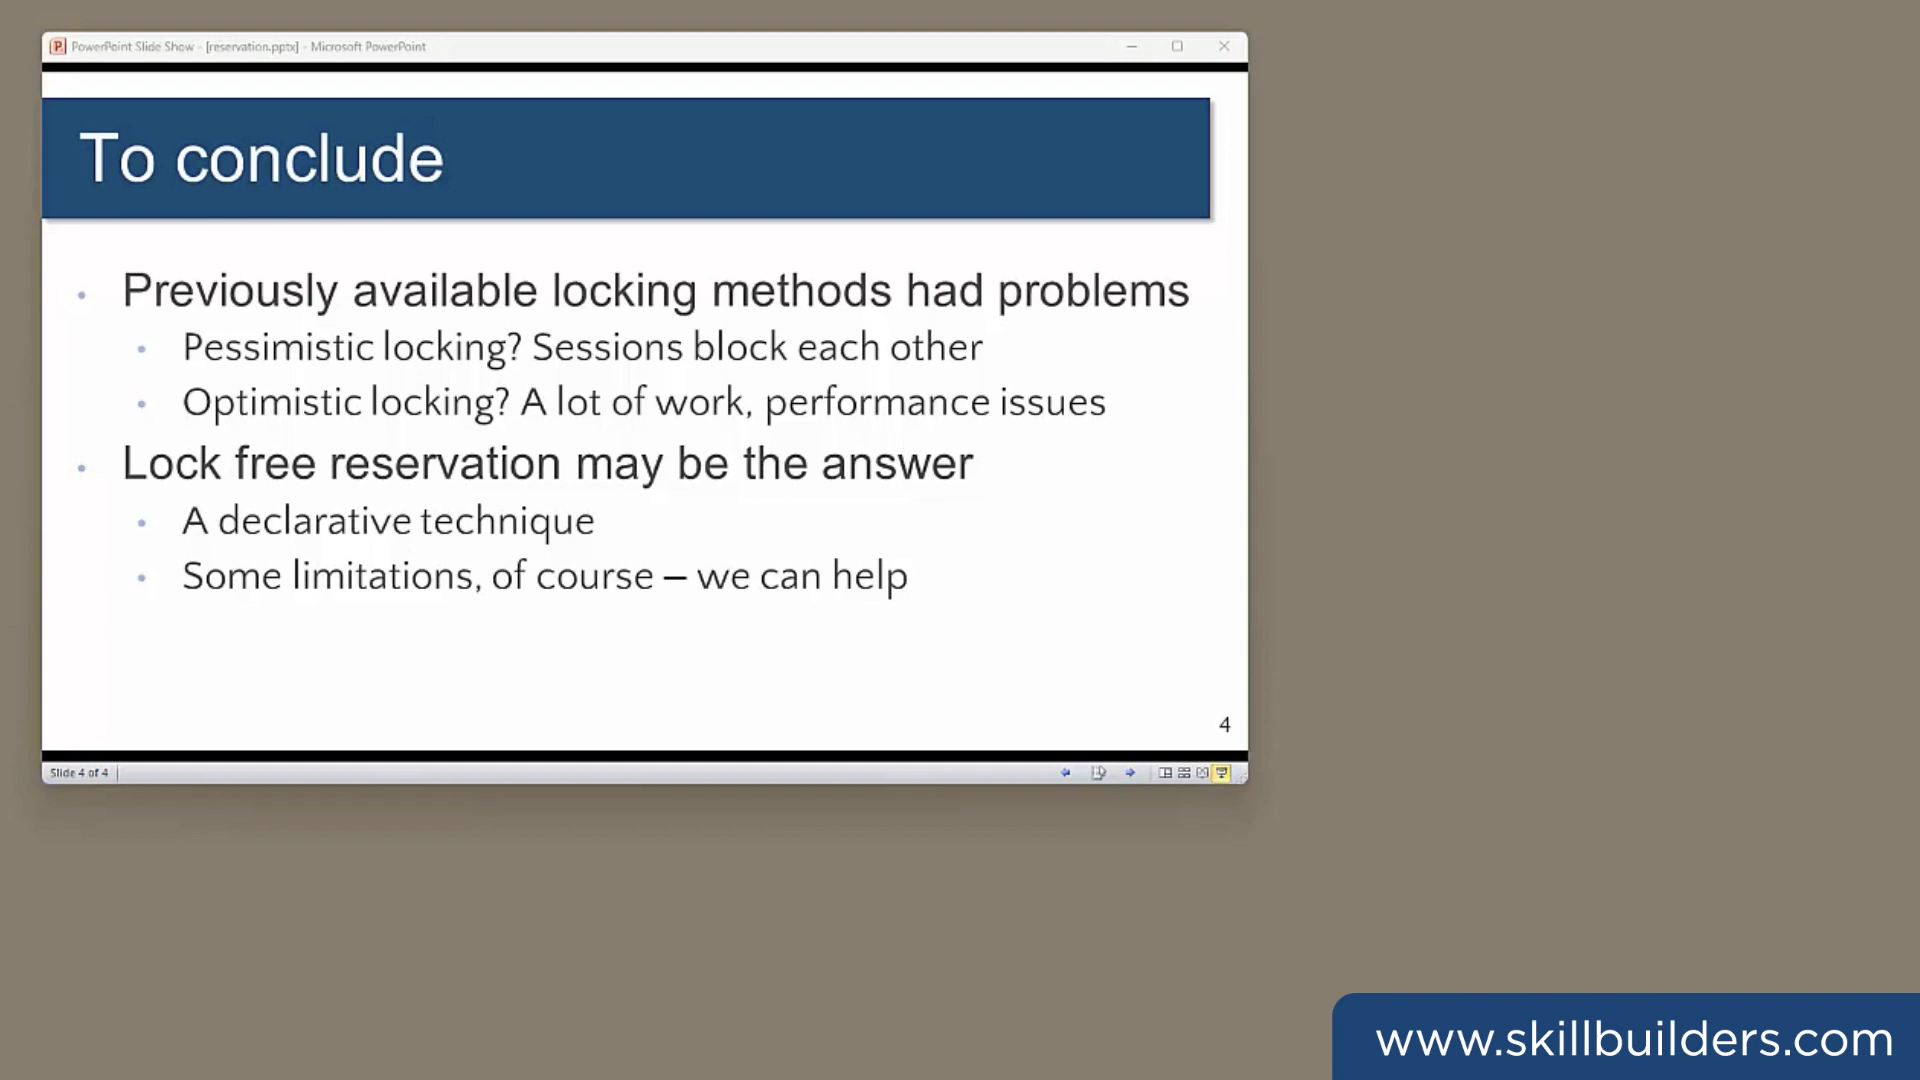 PowerPoint Slide Show - [reservation.pptx] - Microsoft PowerPoint
To conclude
• Previously available locking methods had problems
• Pessimistic locking? Sessions block each other
• Optimistic locking? A lot of work, performance issues
• Lock free reservation may be the answer
• A declarative technique
• Some limitations, of course – we can help
4
Slide 4 of 4
www.skillbuilders.com